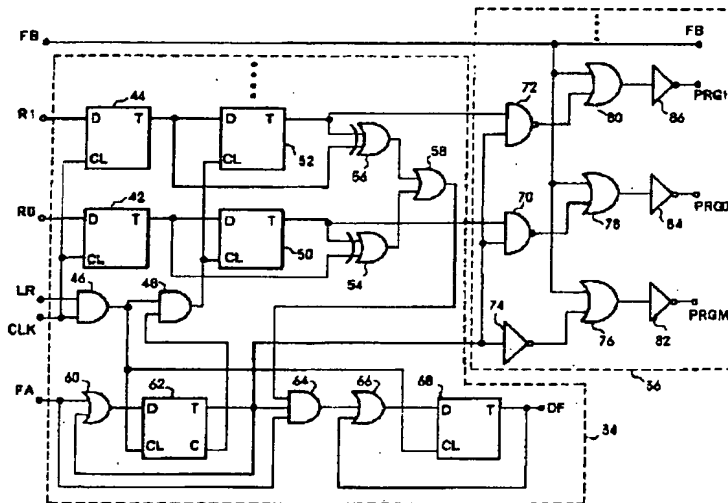 FB FB
R1 D 44 T D T 52 CL CL 56 58 72 80 86 PRG1
R0 D 42 T D T 50 CL CL 54 70 78 84 PRG0
LR 46 48 74 76 82 PRGM
CLK
FA 60 D 62 T CL C 64 66 D 68 T CL DF
34